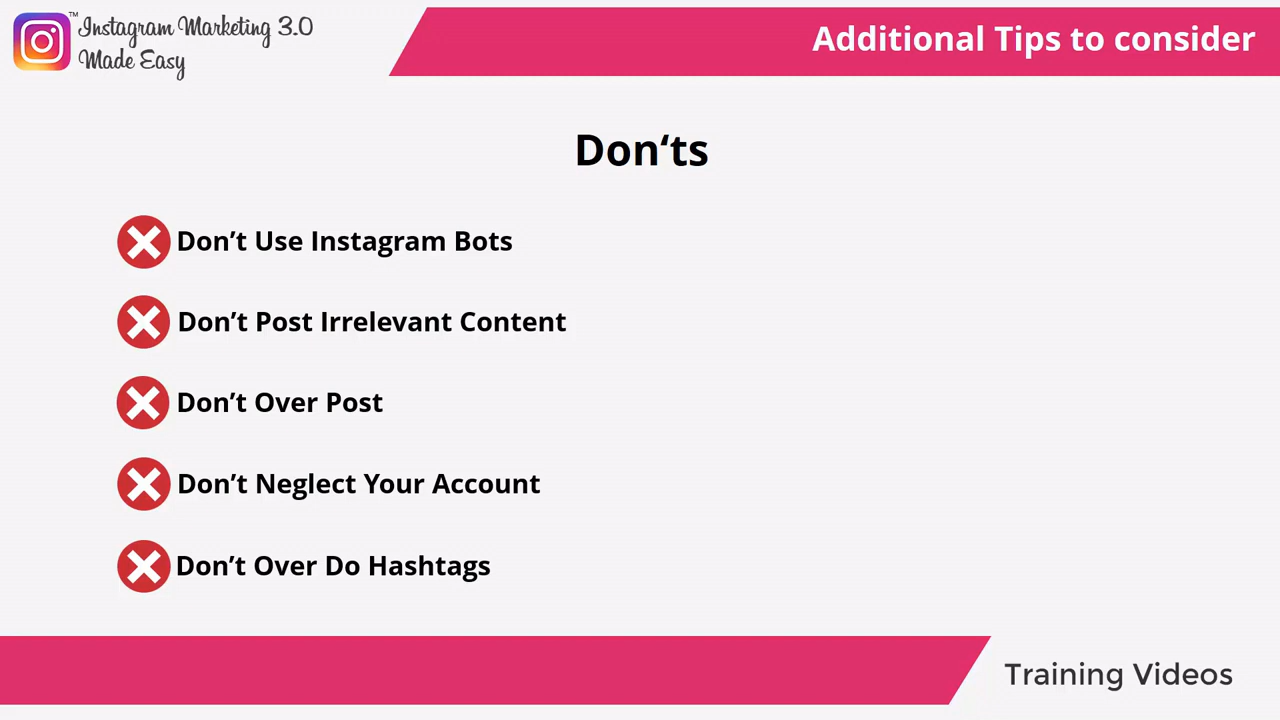 ™ Instagram Marketing 3.0
Made Easy
Additional Tips to consider
Don‘ts
Don’t Use Instagram Bots
Don’t Post Irrelevant Content
Don’t Over Post
Don’t Neglect Your Account
Don’t Over Do Hashtags
Training Videos